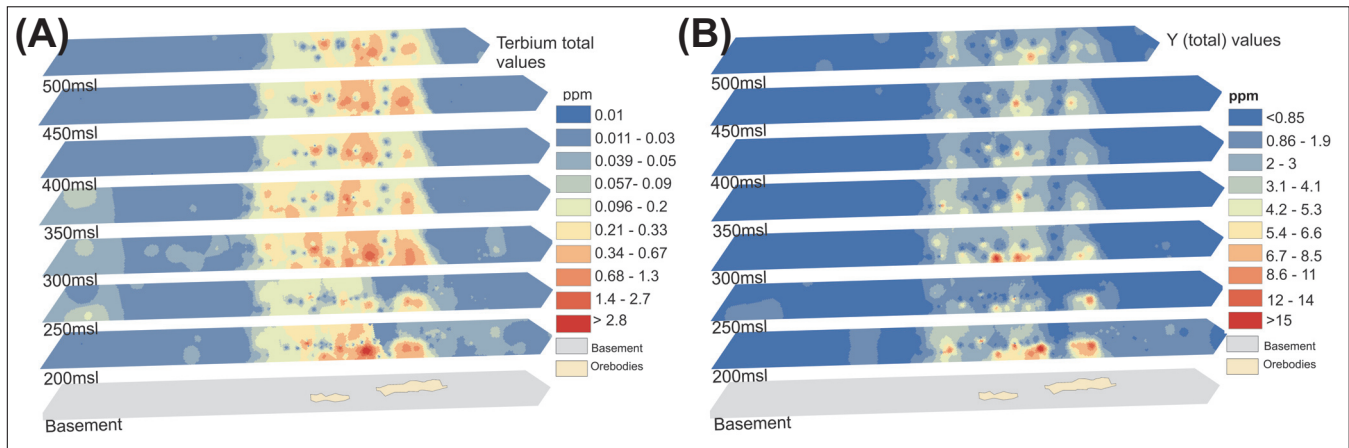 (A)
Terbium total
values
500msl
450msl
400msl
350msl
300msl
250msl
200msl
Basement
ppm
0.01
0.011 - 0.03
0.039 - 0.05
0.057- 0.09
0.096 - 0.2
0.21 - 0.33
0.34 - 0.67
0.68 - 1.3
1.4 - 2.7
> 2.8
Basement
Orebodies
(B)
Y (total) values
500msl
450msl
400msl
350msl
300msl
250msl
200msl
Basement
ppm
<0.85
0.86 - 1.9
2 - 3
3.1 - 4.1
4.2 - 5.3
5.4 - 6.6
6.7 - 8.5
8.6 - 11
12 - 14
>15
Basement
Orebodies